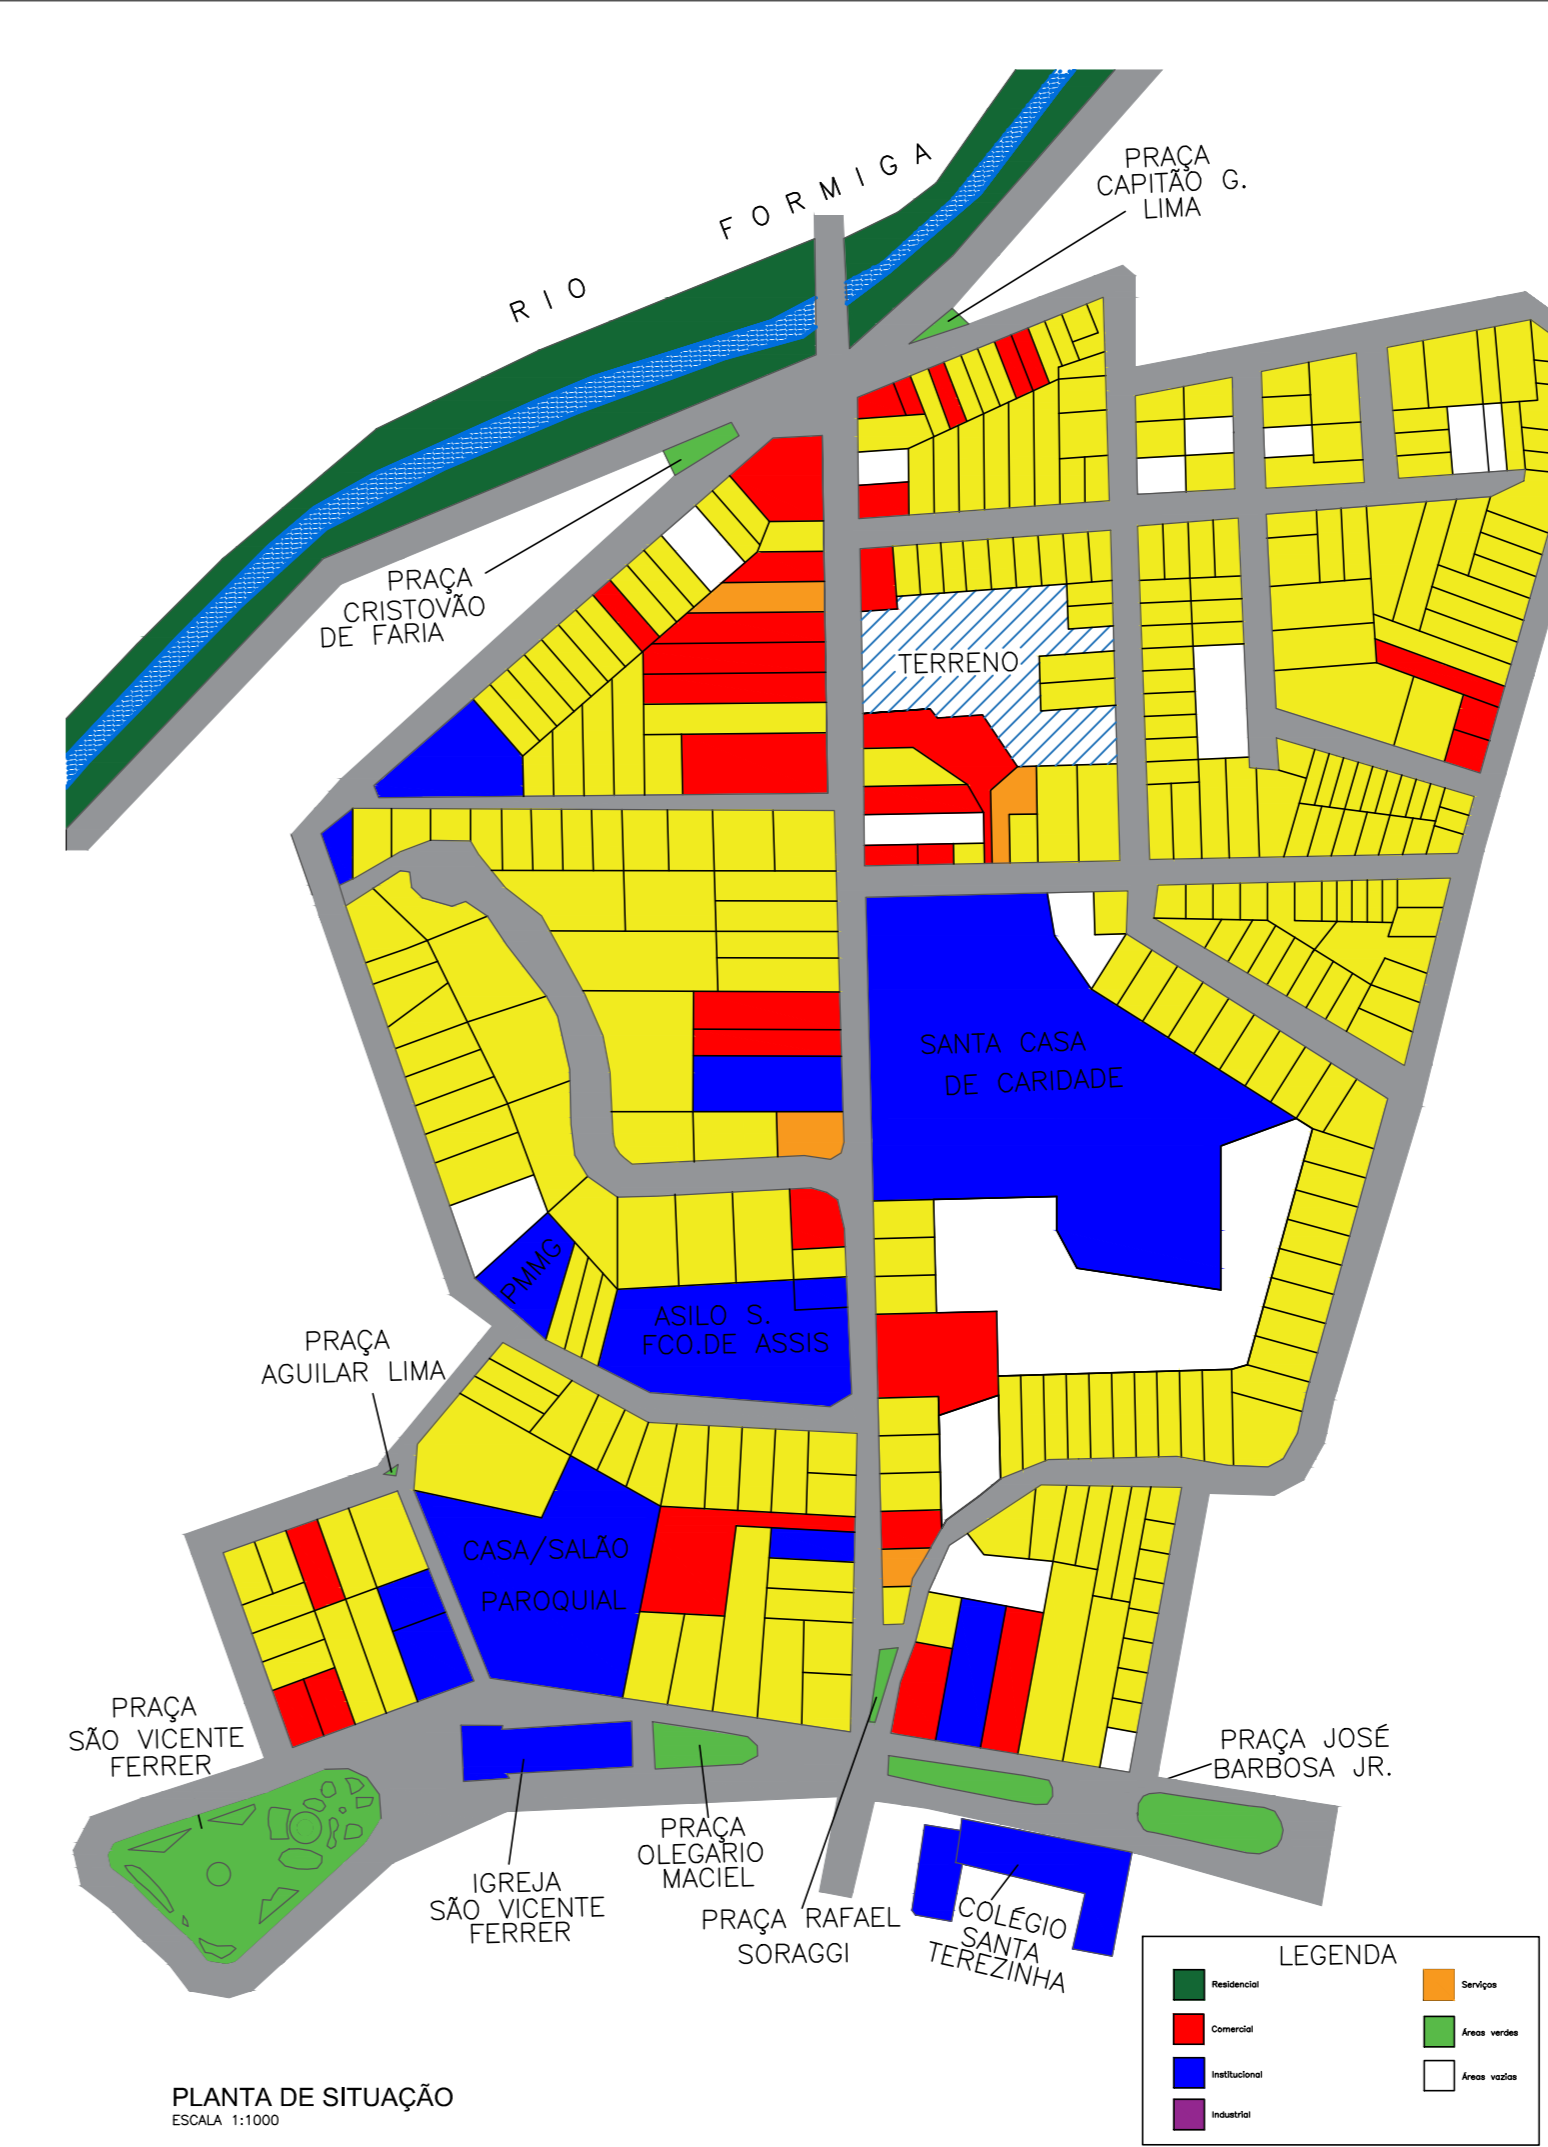 RIO FORMIGA
PRAÇA
CAPITÃO G.
LIMA
PRAÇA
CRISTOVÃO
DE FARIA
TERRENO
SANTA CASA
DE CARIDADE
PMMG
ASILO S.
FCO.DE ASSIS
PRAÇA
AGUILAR LIMA
CASA/SALÃO
PAROQUIAL
PRAÇA
SÃO VICENTE
FERRER
PRAÇA JOSÉ
BARBOSA JR.
PRAÇA
OLEGARIO
MACIEL
IGREJA
SÃO VICENTE
FERRER
PRAÇA RAFAEL
SORAGGI
COLÉGIO
SANTA
TEREZINHA
LEGENDA
Residencial
Comercial
Institucional
Industrial
Serviços
Áreas verdes
Áreas vazias
PLANTA DE SITUAÇÃO
ESCALA 1:1000